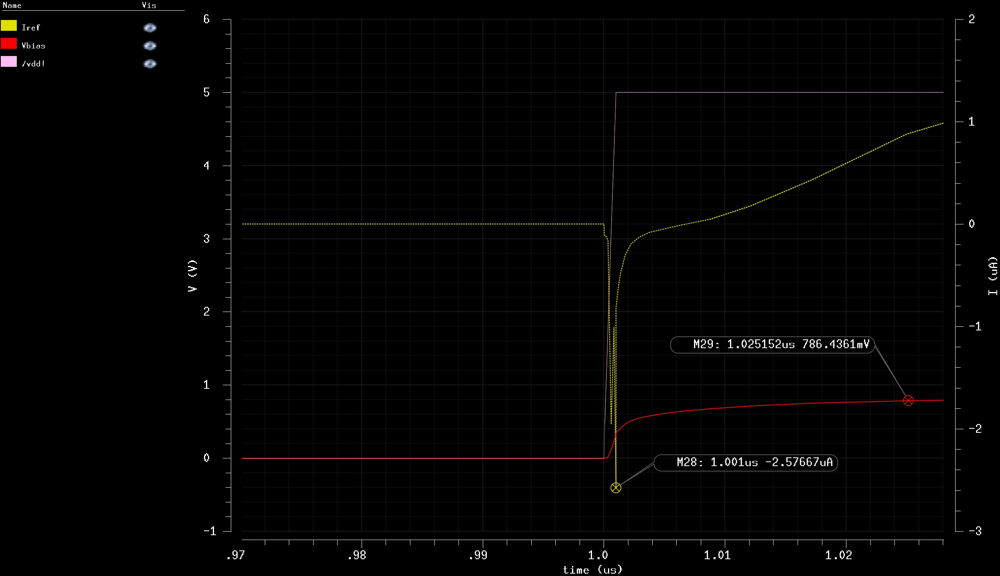 Name Vis
Iref
Vbias
/vdd!
6
5
4
3
2
1
0
-1
V (V)
2
1
0
-1
-2
-3
I (uA)
M29: 1.025152us 786.4361mV
M28: 1.001us -2.57667uA
.97 .98 .99 1.0 1.01 1.02
time (us)